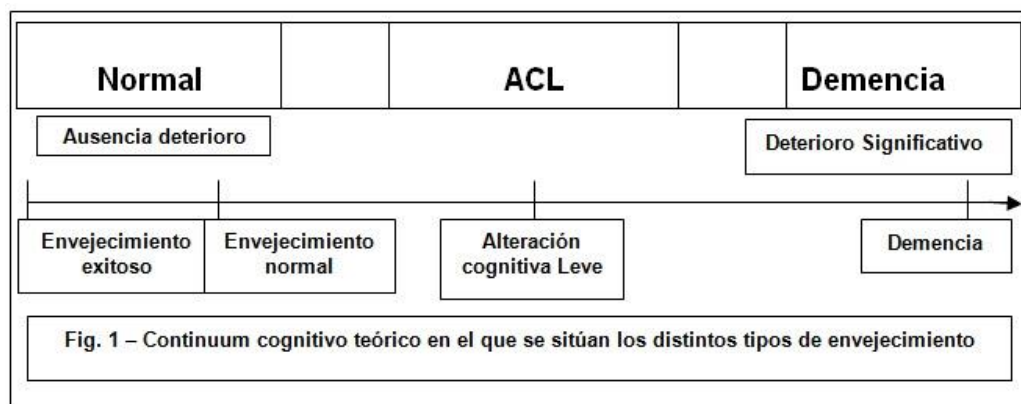 Normal
ACL
Demencia
Ausencia deterioro
Deterioro Significativo
Envejecimiento
exitoso
Envejecimiento
normal
Alteración
cognitiva Leve
Demencia
Fig. 1 – Continuum cognitivo teórico en el que se sitúan los distintos tipos de envejecimiento